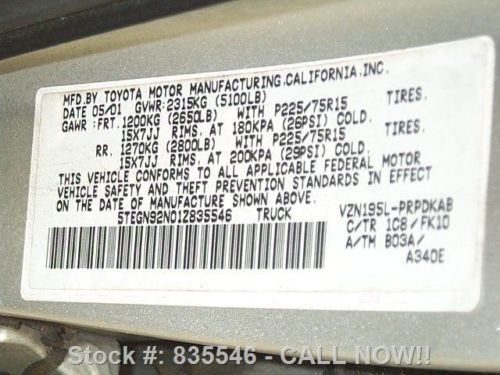 MFD.BY TOYOTA MOTOR MANUFACTURING.CALIFORNIA.INC.
DATE 05/01 GVWR:2315KG (5100LB)
GAWR:FRT.1200KG (2650LB) WITH P225/75R15 TIRES.
15X7JJ RIMS, AT 180KPA (26PSI) COLD.
RR. 1270KG (2800LB) WITH P225/75R15 TIRES.
15X7JJ RIMS, AT 200KPA (29PSI) COLD.
THIS VEHICLE CONFORMS TO ALL APPLICABLE FEDERAL MOTOR
VEHICLE SAFETY AND THEFT PREVENTION STANDARDS IN EFFECT
ON THE DATE OF MANUFACTURE SHOWN ABOVE.
5TEGN92N01Z835546 TRUCK VZN195L-PRPDKAB
C/TR 1C8/FK10
A/TM B03A/
A340E
Stock #: 835546 - CALL NOW!!